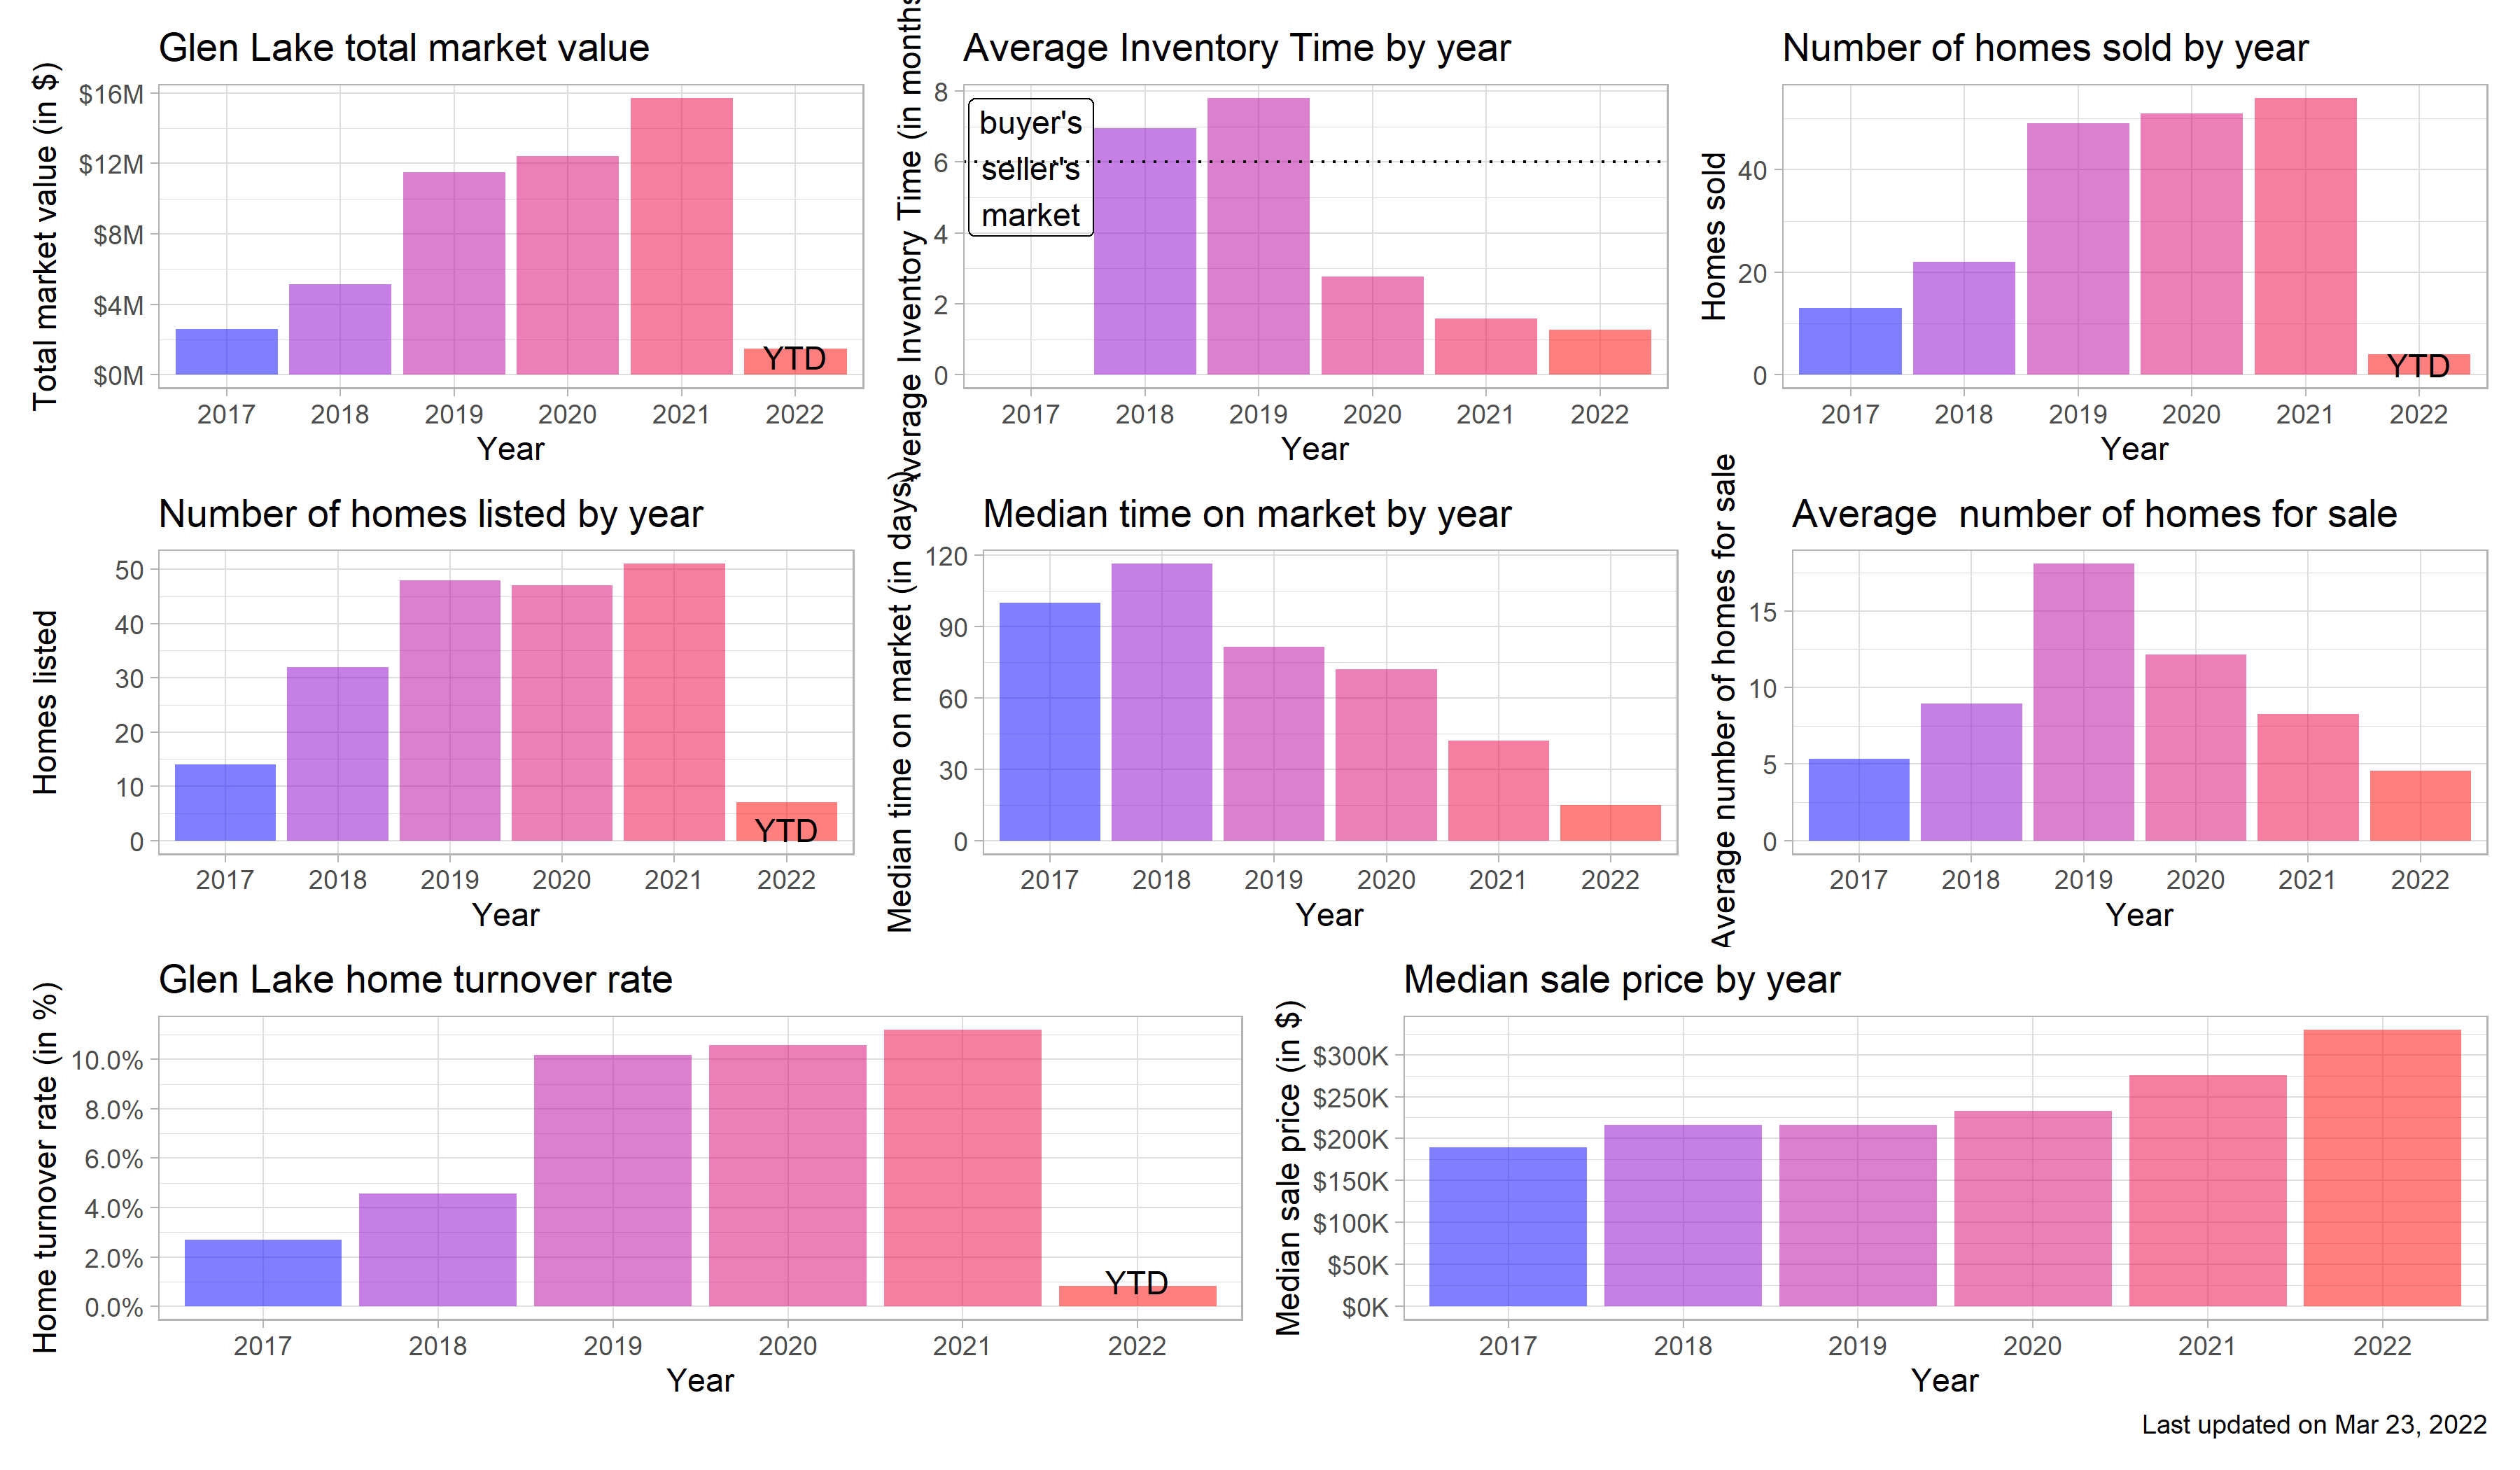 Glen Lake total market value
Total market value (in $)
$16M
$12M
$8M
$4M
$0M
YTD
2017 2018 2019 2020 2021 2022
Year
Average Inventory Time by year
Average Inventory Time (in months
8
6
4
2
0
buyer's
seller's
market
2017 2018 2019 2020 2021 2022
Year
Number of homes sold by year
Homes sold
40
20
0
YTD
2017 2018 2019 2020 2021 2022
Year
Number of homes listed by year
Homes listed
50
40
30
20
10
0
YTD
2017 2018 2019 2020 2021 2022
Year
Median time on market by year
Median time on market (in days)
120
90
60
30
0
2017 2018 2019 2020 2021 2022
Year
Average  number of homes for sale
Average number of homes for sale
15
10
5
0
2017 2018 2019 2020 2021 2022
Year
Glen Lake home turnover rate
Home turnover rate (in %)
10.0%
8.0%
6.0%
4.0%
2.0%
0.0%
YTD
2017 2018 2019 2020 2021 2022
Year
Median sale price by year
Median sale price (in $)
$300K
$250K
$200K
$150K
$100K
$50K
$0K
2017 2018 2019 2020 2021 2022
Year
Last updated on Mar 23, 2022